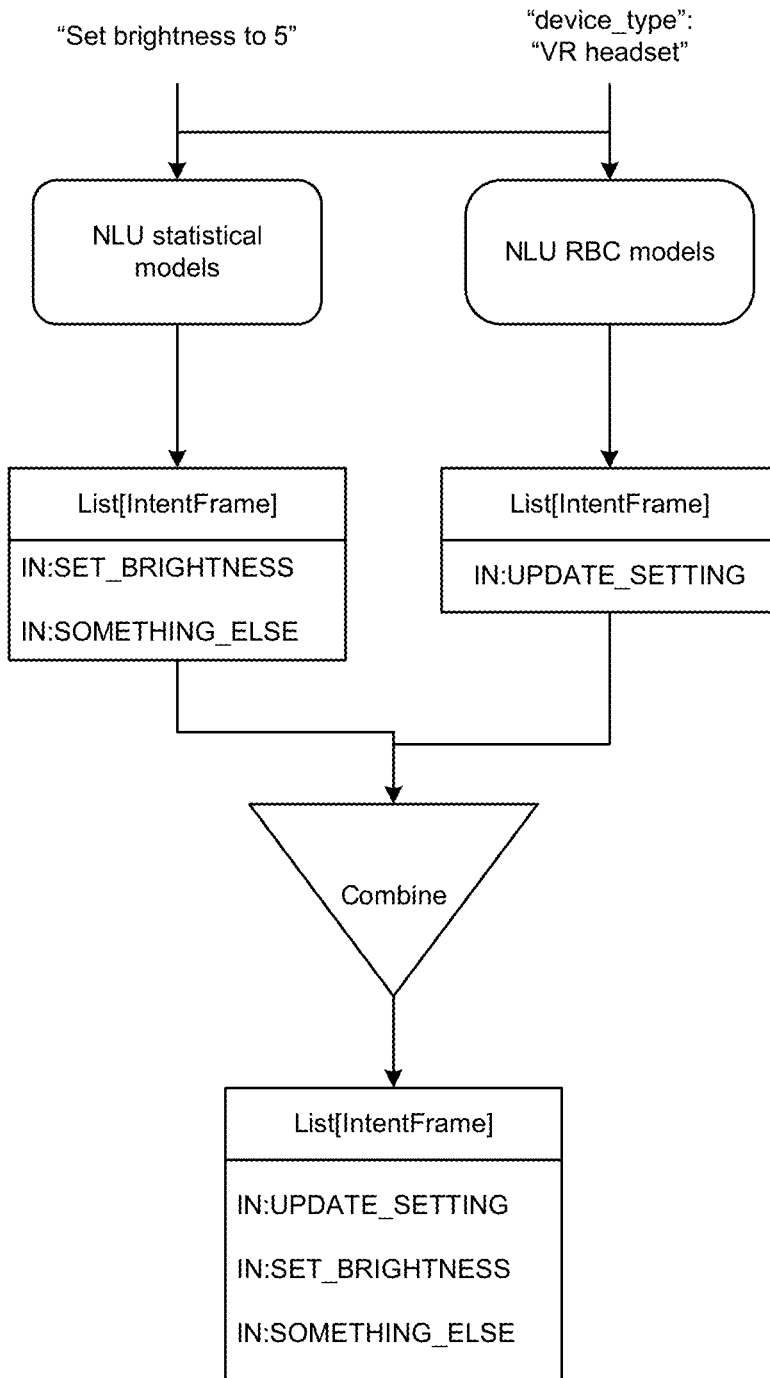 “Set brightness to 5”
“device_type”:
“VR headset”
NLU statistical
models
NLU RBC models
List[IntentFrame]
IN:SET_BRIGHTNESS
IN:SOMETHING_ELSE
List[IntentFrame]
IN:UPDATE_SETTING
Combine
List[IntentFrame]
IN:UPDATE_SETTING
IN:SET_BRIGHTNESS
IN:SOMETHING_ELSE